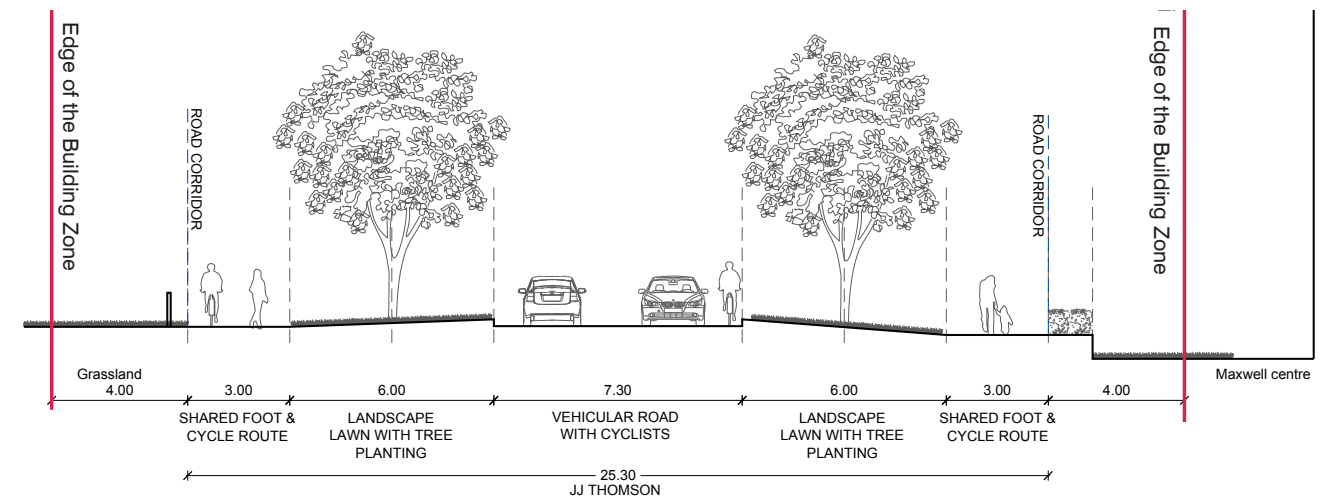 Edge of the Building Zone
ROAD CORRIDOR
ROAD CORRIDOR
Edge of the Building Zone
Grassland
Maxwell centre
4.00
3.00
6.00
7.30
6.00
3.00
4.00
SHARED FOOT &
CYCLE ROUTE
LANDSCAPE
LAWN WITH TREE
PLANTING
VEHICULAR ROAD
WITH CYCLISTS
LANDSCAPE
LAWN WITH TREE
PLANTING
SHARED FOOT &
CYCLE ROUTE
25.30
JJ THOMSON